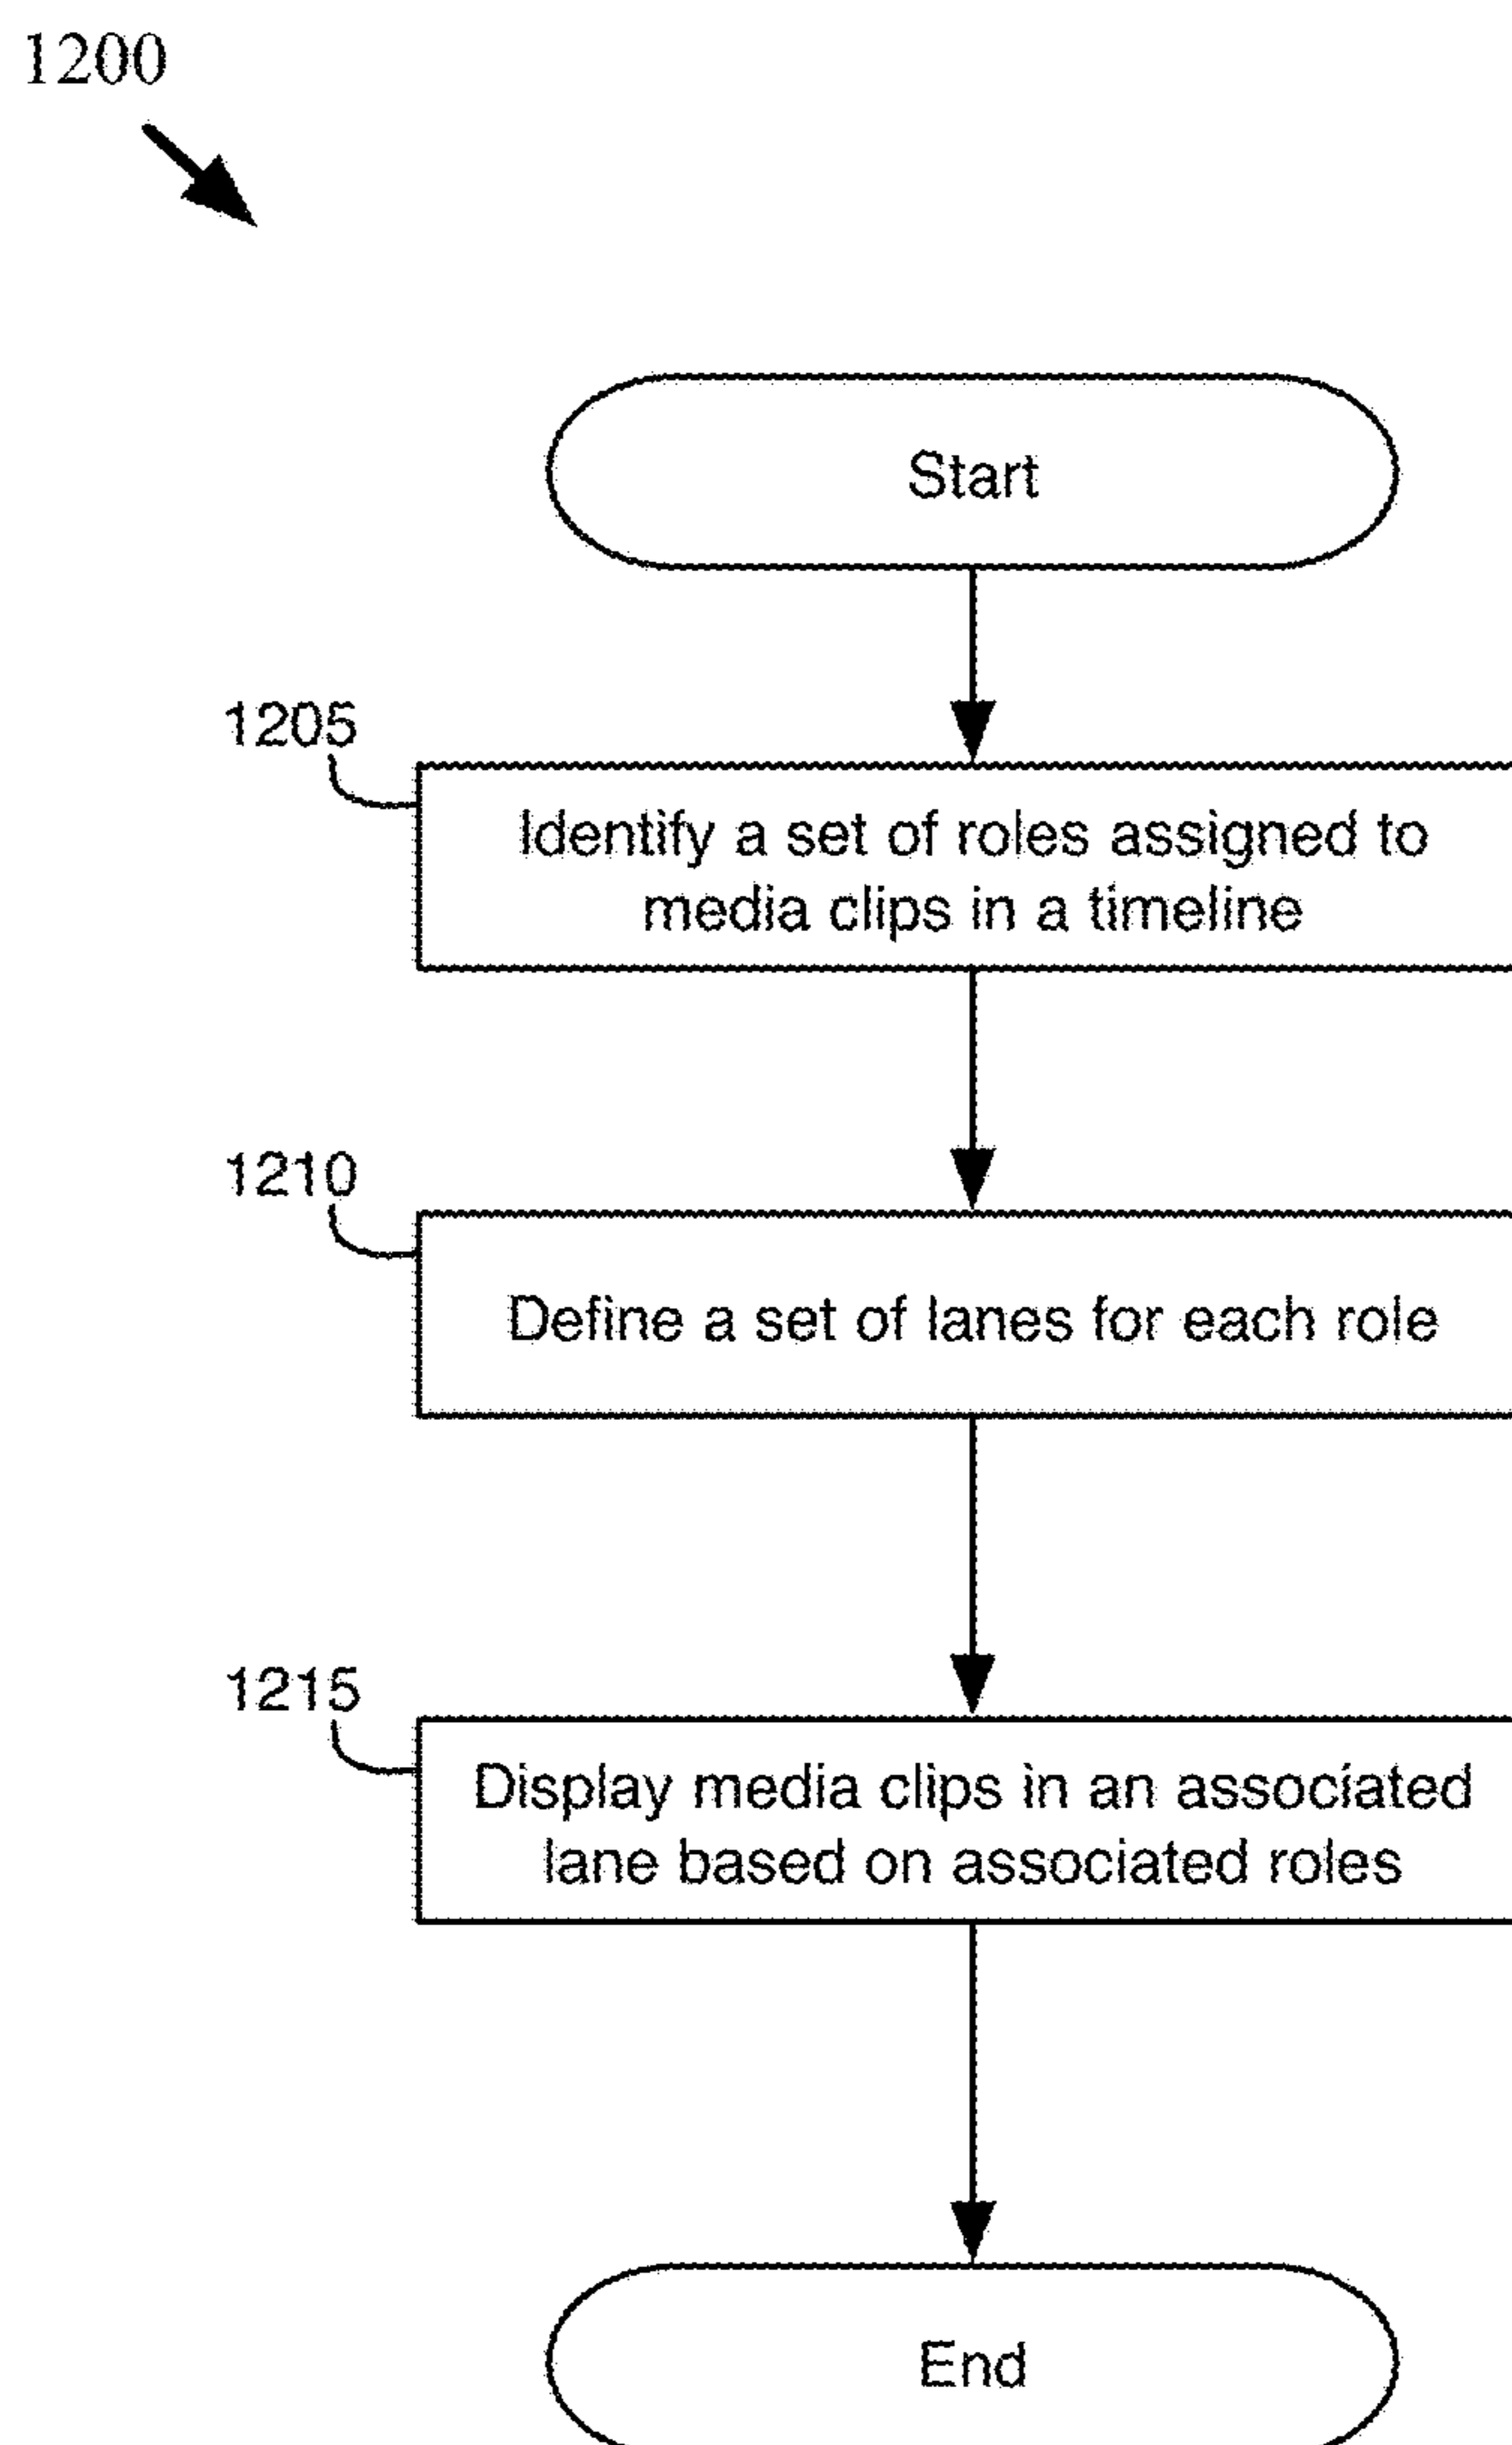 1200
Start
1205
Identify a set of roles assigned to
media clips in a timeline
1210
Define a set of lanes for each role
1215
Display media clips in an associated
lane based on associated roles
End